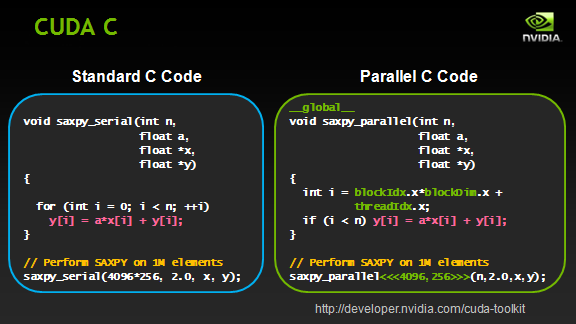 CUDA C
NVIDIA.
Standard C Code
void saxpy_serial(int n,
float a,
float *x,
float *y)
{
for (int i = 0; i < n; ++i)
y[i] = a*x[i] + y[i];
}
// Perform SAXPY on 1M elements
saxpy_serial(4096*256, 2.0, x, y);
Parallel C Code
__global__
void saxpy_parallel(int n,
float a,
float *x,
float *y)
{
int i = blockIdx.x*blockDim.x +
threadIdx.x;
if (i < n) y[i] = a*x[i] + y[i];
}
// Perform SAXPY on 1M elements
saxpy_parallel<<<4096,256>>>(n,2.0,x,y);
http://developer.nvidia.com/cuda-toolkit